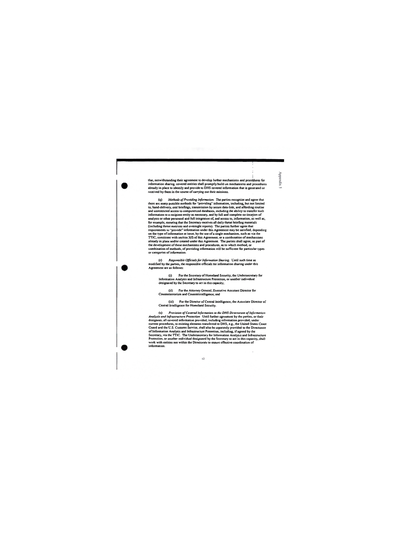 Appendix I
that, notwithstanding their agreement to develop further mechanisms and procedures for
information sharing, covered entities shall promptly build on mechanisms and procedures
already in place to identify and provide to DHS covered information that is generated or
received by them in the course of carrying out their missions.
Methods of Providing Information. The parties recognize and agree that
there are many possible methods for "providing" information, including, but not limited
to, hand-delivery, oral briefings, transmission by secure data-link, and affording routine
and unrestricted access to computerized databases, including the ability to transfer such
information to a recipient entity as necessary, and by full and complete co-location of
analysts or other personnel and full integration of, and access to, information, as well as,
for example, ensuring that the Secretary receives all daily threat briefing materials
(including threat matrices and overnight reports). The parties further agree that
requirements to "provide" information under this Agreement may be satisfied, depending
on the type of information at issue, by the use of a single mechanism, such as via the
TTIC, consistent with section of this Agreement, or a combination of mechanisms
already in place and/or created under this Agreement. The parties shall agree, as part of
the development of these mechanisms and procedures, as to which method, or
combination of methods, of providing information will be sufficient for particular types
or categories of information.
(r) Responsible Officials for Information Sharing. Until such time as
modified by the parties, the responsible officials for information sharing under this
Agreement are as follows:
(i) For the Secretary of Homeland Security, the Undersecretary for
Information Analysis and Infrastructure Protection, or another individual
designated by the Secretary to act in this capacity;
(ii) For the Attorney General, Executive Assistant Director for
Counterterrorism and Counterintelligence; and
(iii) For the Director of Central Intelligence, the Associate Director of
Central Intelligence for Homeland Security.
(s) Provision of Covered Information to the DHS Directorate of Information
Analysis and Infrastructure Protection. Until further agreement by the parties, or their
designees, all covered information provided, including information provided, under
current procedures, to existing elements transferred to DHS, e.g., the United States Coast
Guard and the U.S. Customs Service, shall also be separately provided to the Directorate
of Information Analysis and Infrastructure Protection, including, if agreed by the
Secretary, via the TTIC. The Undersecretary for Information Analysis and Infrastructure
Protection, or another individual designated by the Secretary to act in this capacity, shall
work with entities not within the Directorate to ensure effective coordination of
information.